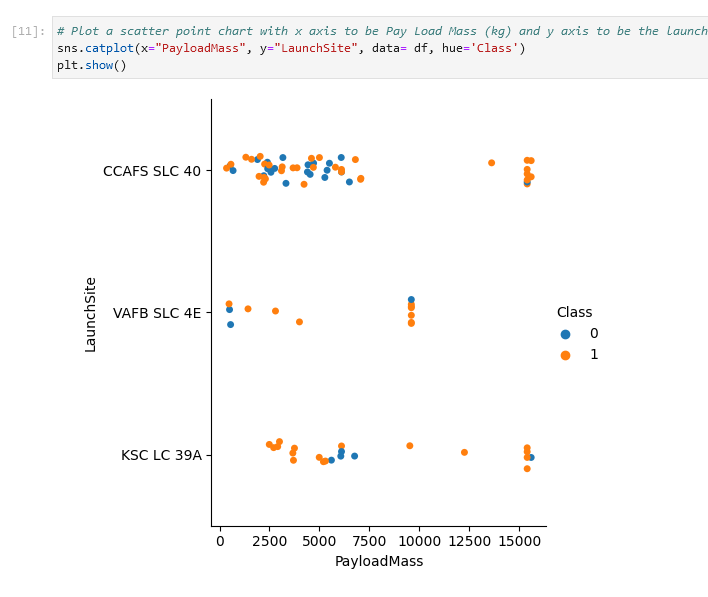 [11]: # Plot a scatter point chart with x axis to be Pay Load Mass (kg) and y axis to be the launch
sns.catplot(x="PayloadMass", y="LaunchSite", data= df, hue='Class')
plt.show()
CCAFS SLC 40
VAFB SLC 4E
KSC LC 39A
LaunchSite
Class
0
1
0 2500 5000 7500 10000 12500 15000
PayloadMass